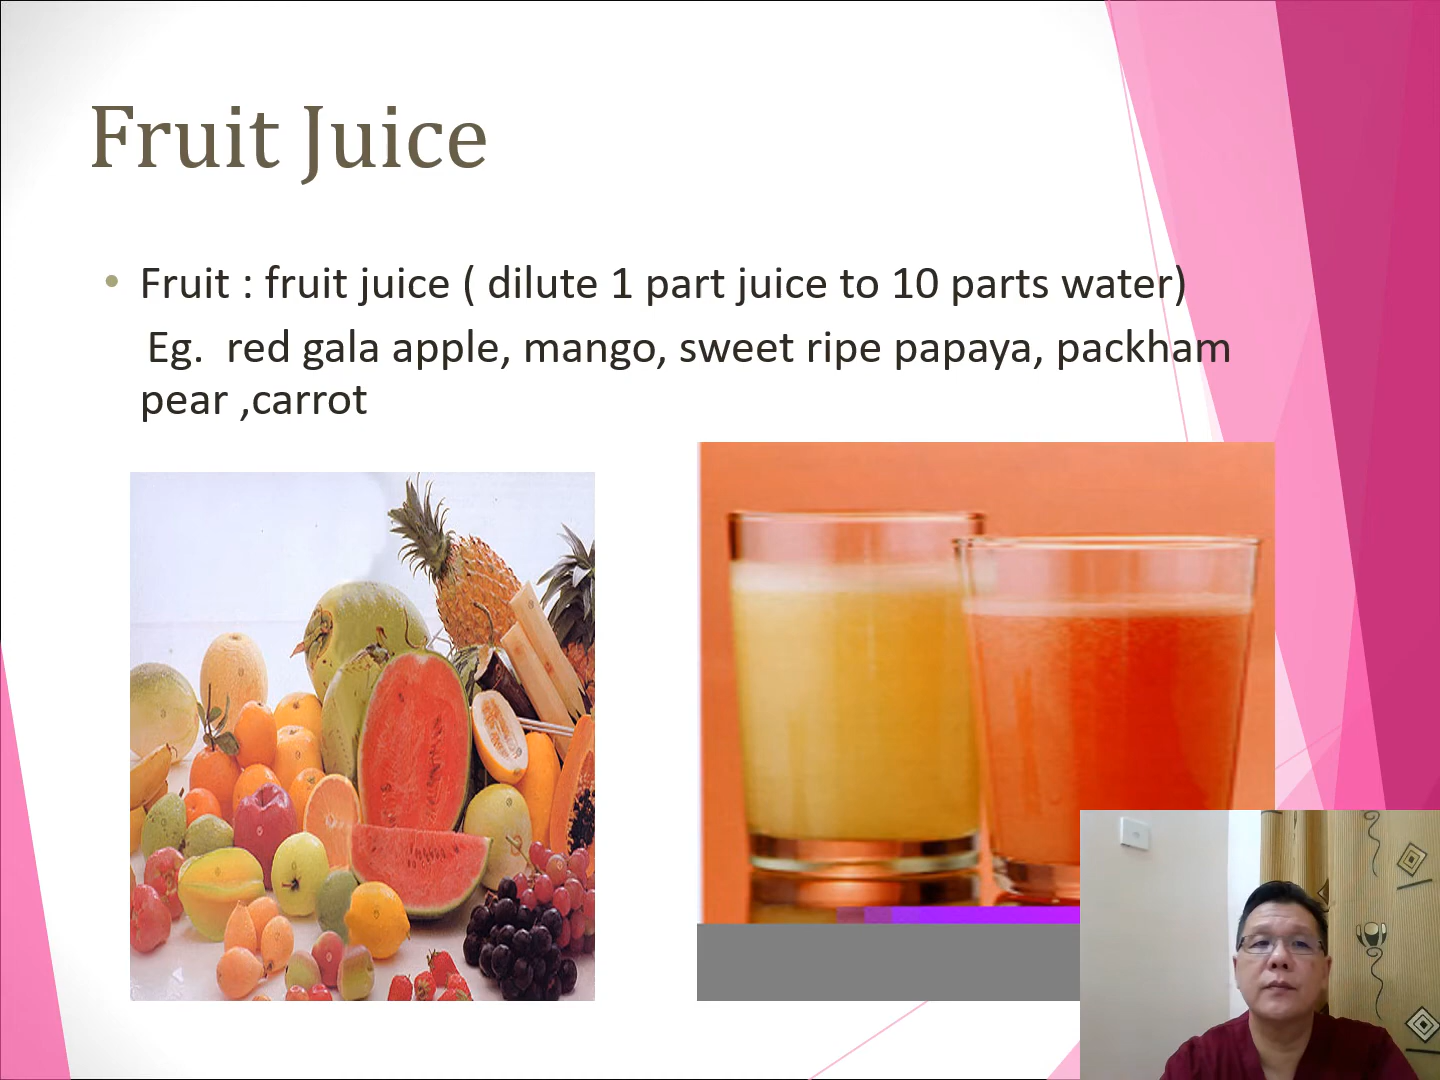 Fruit Juice
• Fruit : fruit juice ( dilute 1 part juice to 10 parts water)
Eg.  red gala apple, mango, sweet ripe papaya, packham
pear ,carrot